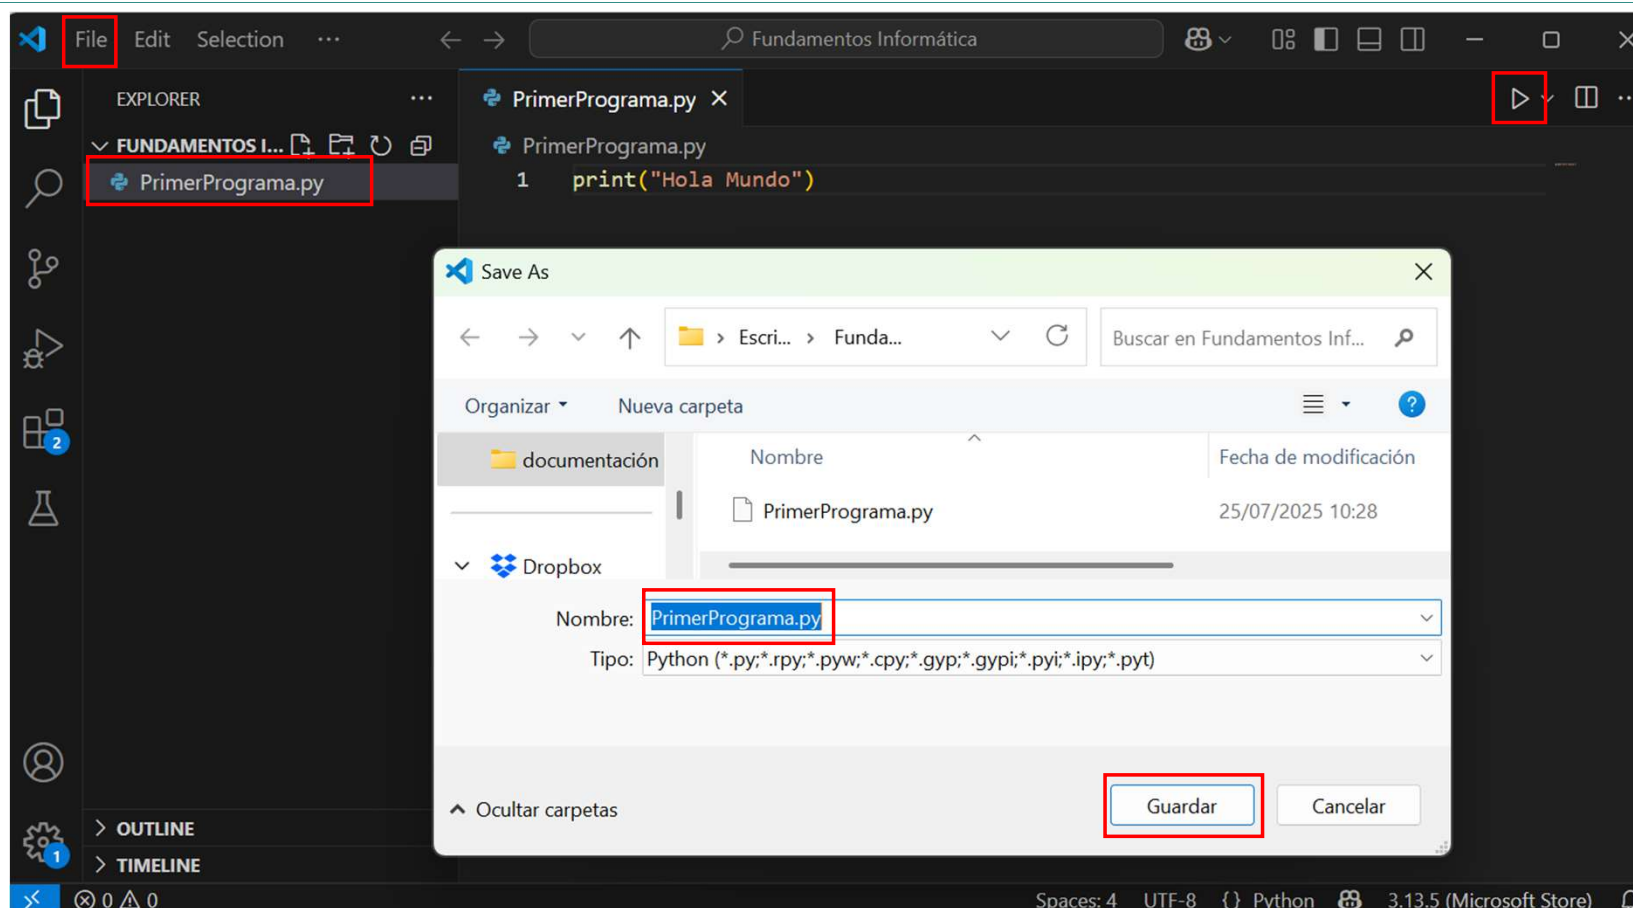 File Edit Selection ··· Fundamentos Informática
EXPLORER ···
PrimerPrograma.py
FUNDAMENTOS I...
PrimerPrograma.py
PrimerPrograma.py
1 print("Hola Mundo")
Save As
Escri... > Funda...
Buscar en Fundamentos Inf...
Organizar
Nueva carpeta
documentación
Nombre
Fecha de modificación
PrimerPrograma.py
25/07/2025 10:28
Dropbox
Nombre: PrimerPrograma.py
Tipo: Python (*.py;*.rpy;*.pyw;*.cpy;*.gyp;*.gypi;*.pyi;*.ipy;*.pyt)
Ocultar carpetas
Guardar
Cancelar
2
OUTLINE
1
TIMELINE
0 0
Spaces: 4 UTF-8 {} Python 3.13.5 (Microsoft Store)